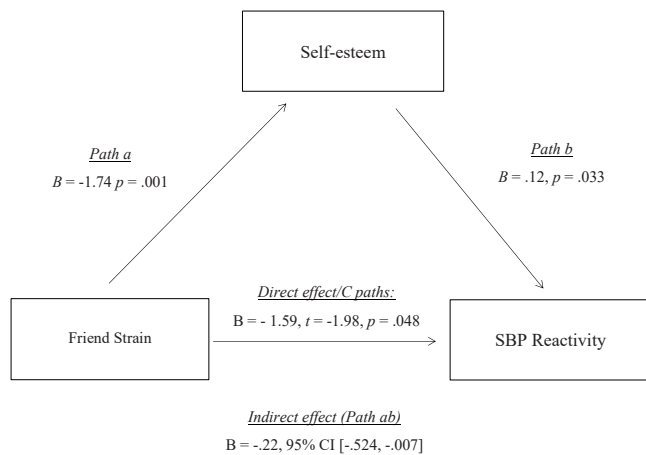 Self-esteem
Path a
B = -1.74 p = .001
Path b
B = .12, p = .033
Direct effect/C paths:
B = - 1.59, t = -1.98, p = .048
Friend Strain
SBP Reactivity
Indirect effect (Path ab)
B = -.22, 95% CI [-.524, -.007]